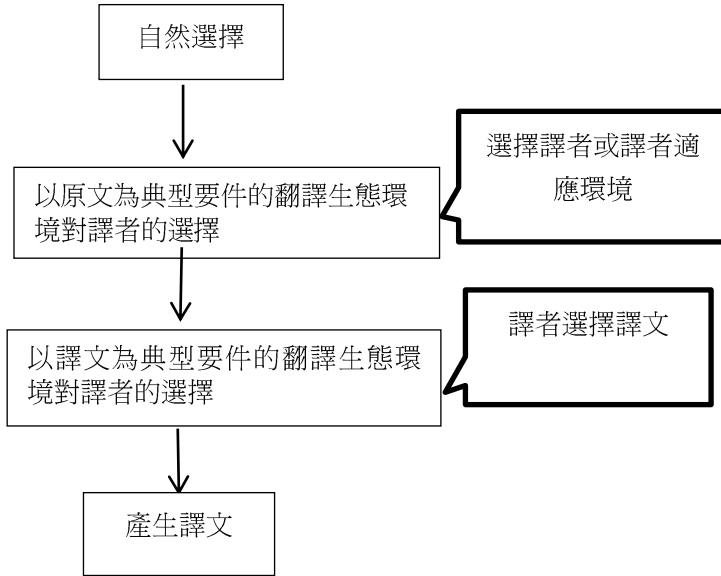 自然選擇
選擇譯者或譯者適
應環境
以原文為典型要件的翻譯生態環
境對譯者的選擇
譯者選擇譯文
以譯文為典型要件的翻譯生態環
境對譯者的選擇
產生譯文